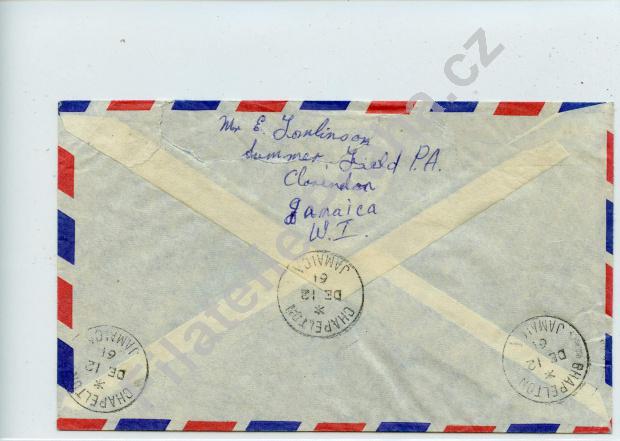 Mr E. Tomlinson
Summer, Field P.A.
Clarendon
Jamaica
W.I.
CHAPELTON
*
DE 12
61
JAMAICA
CHAPELTON
*
DE 12
61
JAMAICA
CHAPELTON
*
DE 12
61
JAMAICA